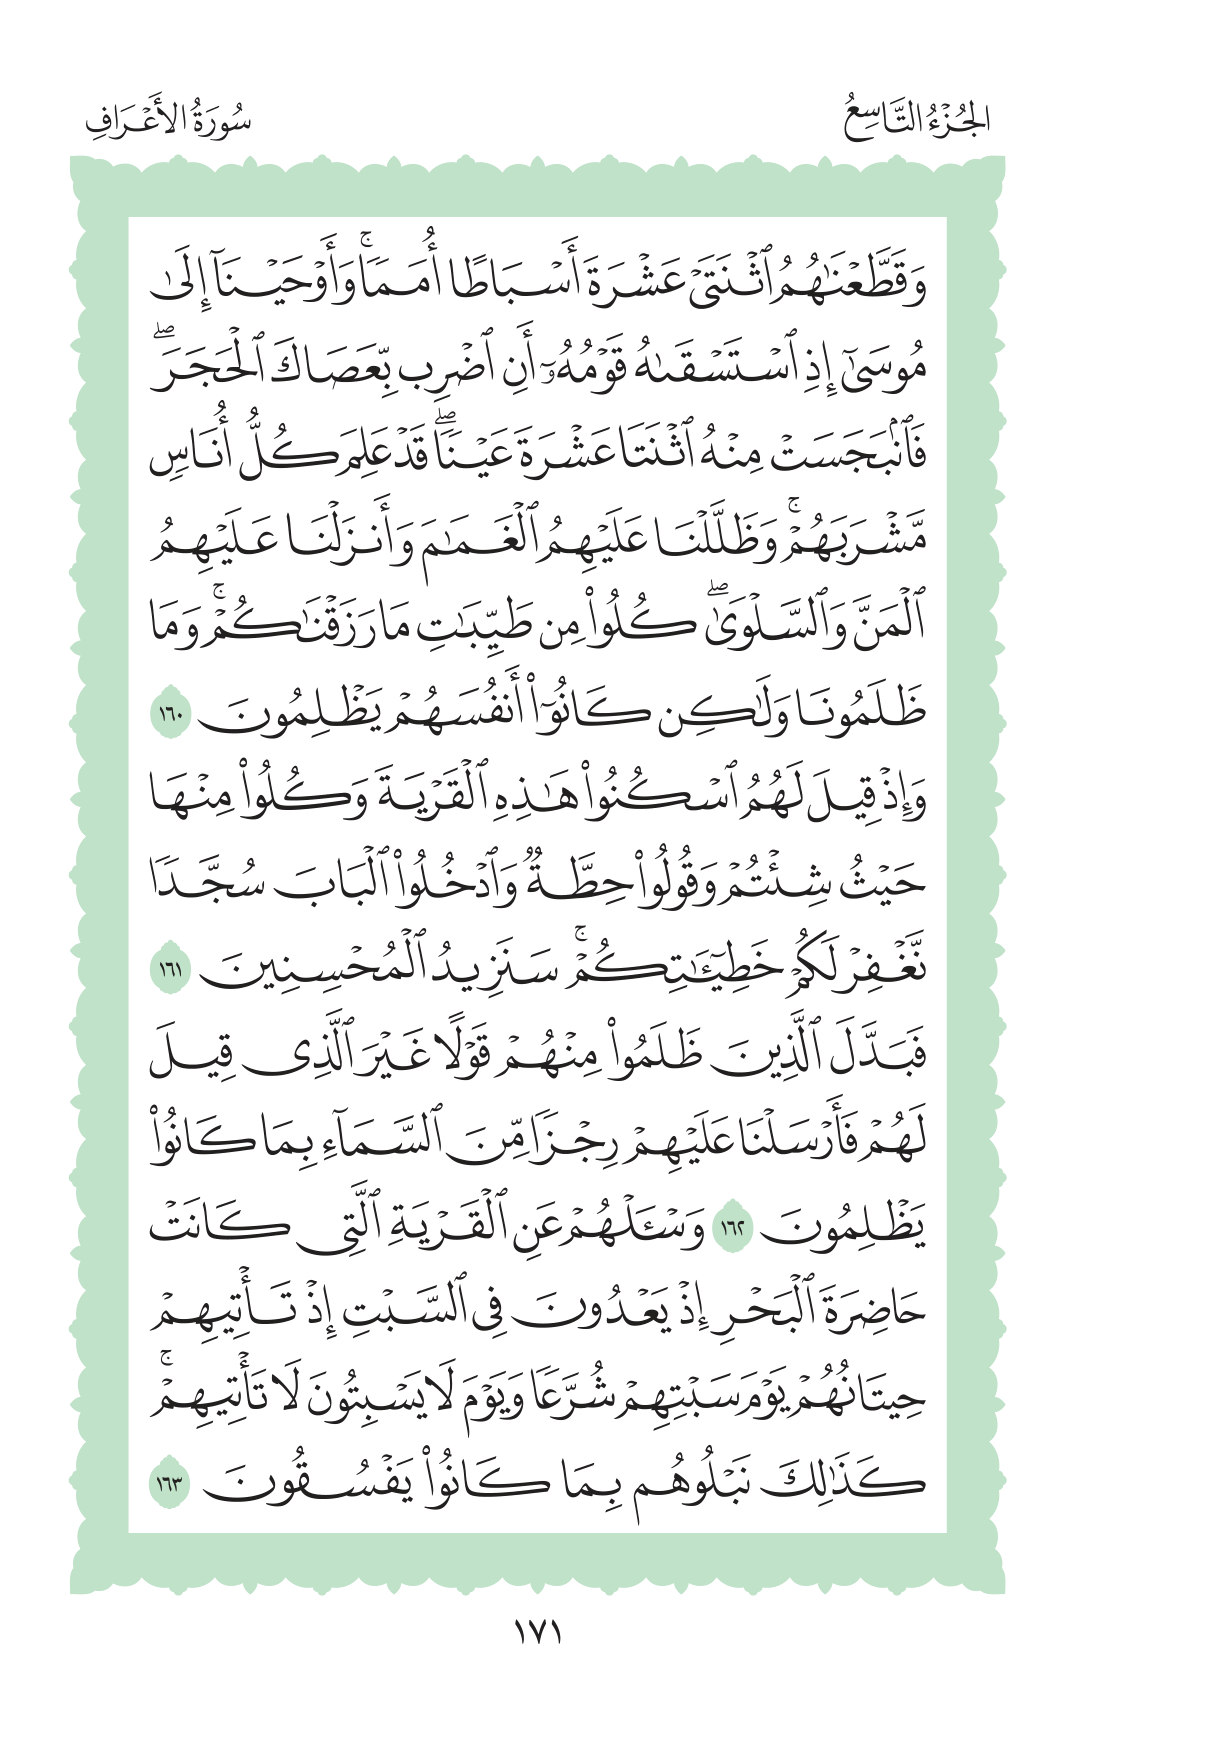 الجُزْءُ التَّاسِعُ
سُورَةُ الأَعْرَافِ
وَقَطَّعْنَٰهُمُ ٱثْنَتَىْ عَشْرَةَ أَسْبَاطًا أُمَمًا ۚ وَأَوْحَيْنَآ إِلَىٰ
مُوسَىٰٓ إِذِ ٱسْتَسْقَىٰهُ قَوْمُهُۥٓ أَنِ ٱضْرِب بِّعَصَاكَ ٱلْحَجَرَ ۖ
فَٱنۢبَجَسَتْ مِنْهُ ٱثْنَتَا عَشْرَةَ عَيْنًا ۖ قَدْ عَلِمَ كُلُّ أُنَاسٍ
مَّشْرَبَهُمْ ۚ وَظَلَّلْنَا عَلَيْهِمُ ٱلْغَمَٰمَ وَأَنزَلْنَا عَلَيْهِمُ
ٱلْمَنَّ وَٱلسَّلْوَىٰ ۖ كُلُوا۟ مِن طَيِّبَٰتِ مَا رَزَقْنَٰكُمْ ۚ وَمَا
ظَلَمُونَا وَلَٰكِن كَانُوٓا۟ أَنفُسَهُمْ يَظْلِمُونَ ١٦٠
وَإِذْ قِيلَ لَهُمُ ٱسْكُنُوا۟ هَٰذِهِ ٱلْقَرْيَةَ وَكُلُوا۟ مِنْهَا
حَيْثُ شِئْتُمْ وَقُولُوا۟ حِطَّةٌ وَٱدْخُلُوا۟ ٱلْبَابَ سُجَّدًا
نَّغْفِرْ لَكُمْ خَطِيٓـَٰٔتِكُمْ ۚ سَنَزِيدُ ٱلْمُحْسِنِينَ ١٦١
فَبَدَّلَ ٱلَّذِينَ ظَلَمُوا۟ مِنْهُمْ قَوْلًا غَيْرَ ٱلَّذِى قِيلَ
لَهُمْ فَأَرْسَلْنَا عَلَيْهِمْ رِجْزًا مِّنَ ٱلسَّمَآءِ بِمَا كَانُوا۟
يَظْلِمُونَ ١٦٢ وَسْـَٔلْهُمْ عَنِ ٱلْقَرْيَةِ ٱلَّتِى كَانَتْ
حَاضِرَةَ ٱلْبَحْرِ إِذْ يَعْدُونَ فِى ٱلسَّبْتِ إِذْ تَأْتِيهِمْ
حِيتَانُهُمْ يَوْمَ سَبْتِهِمْ شُرَّعًا وَيَوْمَ لَا يَسْبِتُونَ لَا تَأْتِيهِمْ ۚ
كَذَٰلِكَ نَبْلُوهُم بِمَا كَانُوا۟ يَفْسُقُونَ ١٦٣
١٧١